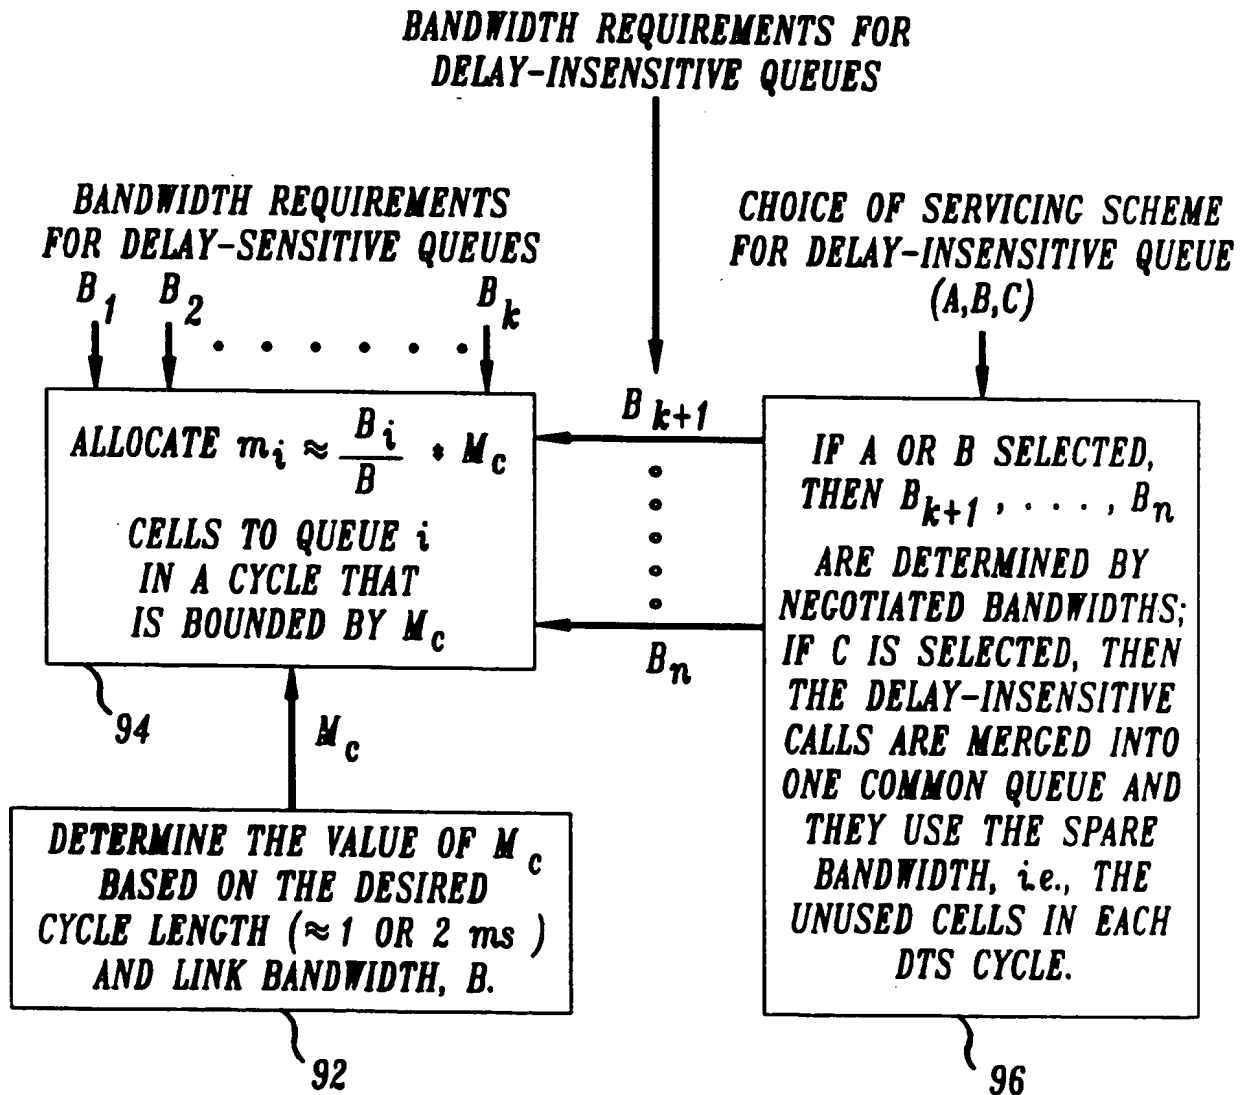 BANDWIDTH REQUIREMENTS FOR
DELAY-INSENSITIVE QUEUES
BANDWIDTH REQUIREMENTS
FOR DELAY-SENSITIVE QUEUES
B1 B2 Bk
CHOICE OF SERVICING SCHEME
FOR DELAY-INSENSITIVE QUEUE
(A,B,C)
ALLOCATE mi ≈ Bi/B * Mc
CELLS TO QUEUE i
IN A CYCLE THAT
IS BOUNDED BY Mc
94
Bk+1
Bn
Mc
DETERMINE THE VALUE OF Mc
BASED ON THE DESIRED
CYCLE LENGTH (≈ 1 OR 2 ms )
AND LINK BANDWIDTH, B.
92
IF A OR B SELECTED,
THEN Bk+1 , . . . , Bn
ARE DETERMINED BY
NEGOTIATED BANDWIDTHS;
IF C IS SELECTED, THEN
THE DELAY-INSENSITIVE
CALLS ARE MERGED INTO
ONE COMMON QUEUE AND
THEY USE THE SPARE
BANDWIDTH, i.e., THE
UNUSED CELLS IN EACH
DTS CYCLE.
96